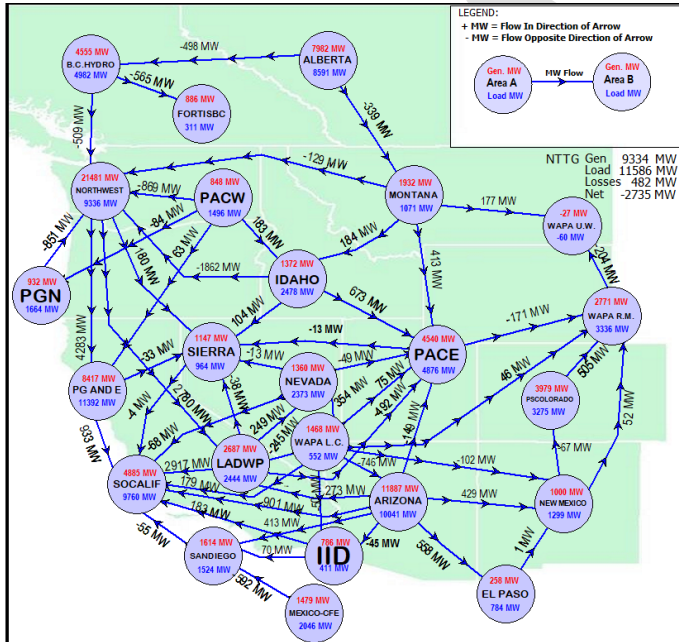 LEGEND:
+ MW = Flow In Direction of Arrow
- MW = Flow Opposite Direction of Arrow
Gen. MW
Area A
Load MW
MW Flow
Gen. MW
Area B
Load MW
NTTG Gen 9334 MW
Load 11586 MW
Losses 482 MW
Net -2735 MW
4555 MW
B.C.HYDRO
4982 MW
-498 MW
7982 MW
ALBERTA
8591 MW
-565 MW
886 MW
FORTISBC
311 MW
-339 MW
-509 MW
-129 MW
21481 MW
NORTHWEST
9336 MW
-869 MW
848 MW
PACW
1496 MW
1932 MW
MONTANA
1071 MW
177 MW
-27 MW
WAPA U.W.
-60 MW
-84 MW
-851 MW
63 MW
183 MW
184 MW
413 MW
-204 MW
180 MW
-1862 MW
932 MW
PGN
1664 MW
1372 MW
IDAHO
2478 MW
673 MW
2771 MW
WAPA R.M.
3336 MW
4283 MW
104 MW
-13 MW
-171 MW
-33 MW
1147 MW
SIERRA
964 MW
-13 MW
-49 MW
4540 MW
PACE
4876 MW
8417 MW
PG AND E
11392 MW
1360 MW
NEVADA
2373 MW
354 MW
75 MW
-492 MW
46 MW
3979 MW
PSCOLORADO
3275 MW
505 MW
-4 MW
2780 MW
-38 MW
249 MW
-245 MW
-149 MW
52 MW
933 MW
-68 MW
1468 MW
WAPA L.C.
552 MW
-67 MW
2687 MW
LADWP
2444 MW
-746 MW
-102 MW
4885 MW
SOCALIF
9760 MW
2917 MW
179 MW
-273 MW
11887 MW
ARIZONA
10041 MW
429 MW
1000 MW
NEW MEXICO
1299 MW
-901 MW
183 MW
413 MW
-55 MW
1614 MW
SANDIEGO
1524 MW
70 MW
786 MW
IID
411 MW
-45 MW
558 MW
1 MW
-592 MW
258 MW
EL PASO
784 MW
1479 MW
MEXICO-CFE
2046 MW